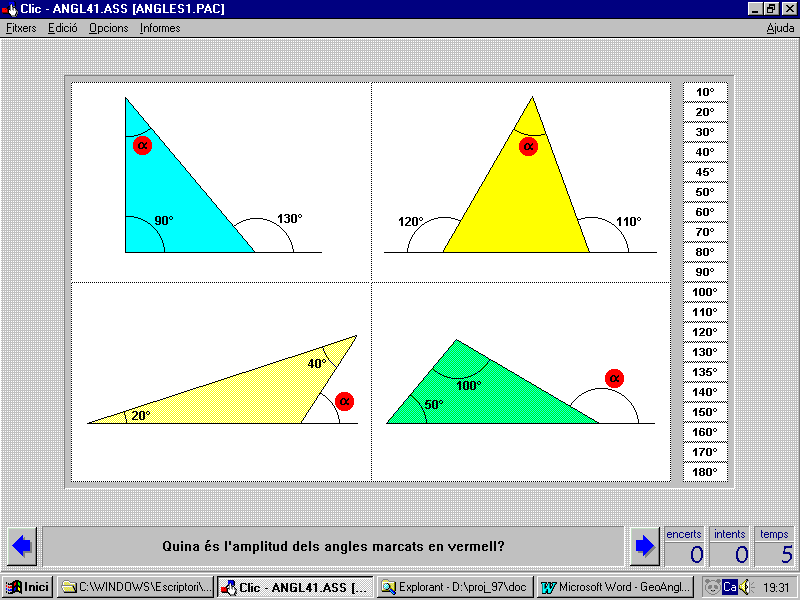 Clic - ANGL41.ASS [ANGLES1.PAC]
Fitxers Edició Opcions Informes Ajuda
α
90°
130°
α
120°
110°
40°
20°
α
100°
50°
α
10°
20°
30°
40°
45°
50°
60°
70°
80°
90°
100°
110°
120°
130°
135°
140°
150°
160°
170°
180°
Quina és l'amplitud dels angles marcats en vermell?
encerts intents temps
0 0 5
Inici C:\WINDOWS\Escriptori\... Clic - ANGL41.ASS [... Explorant - D:\proj_97\doc Microsoft Word - GeoAngl... Ca 19:31